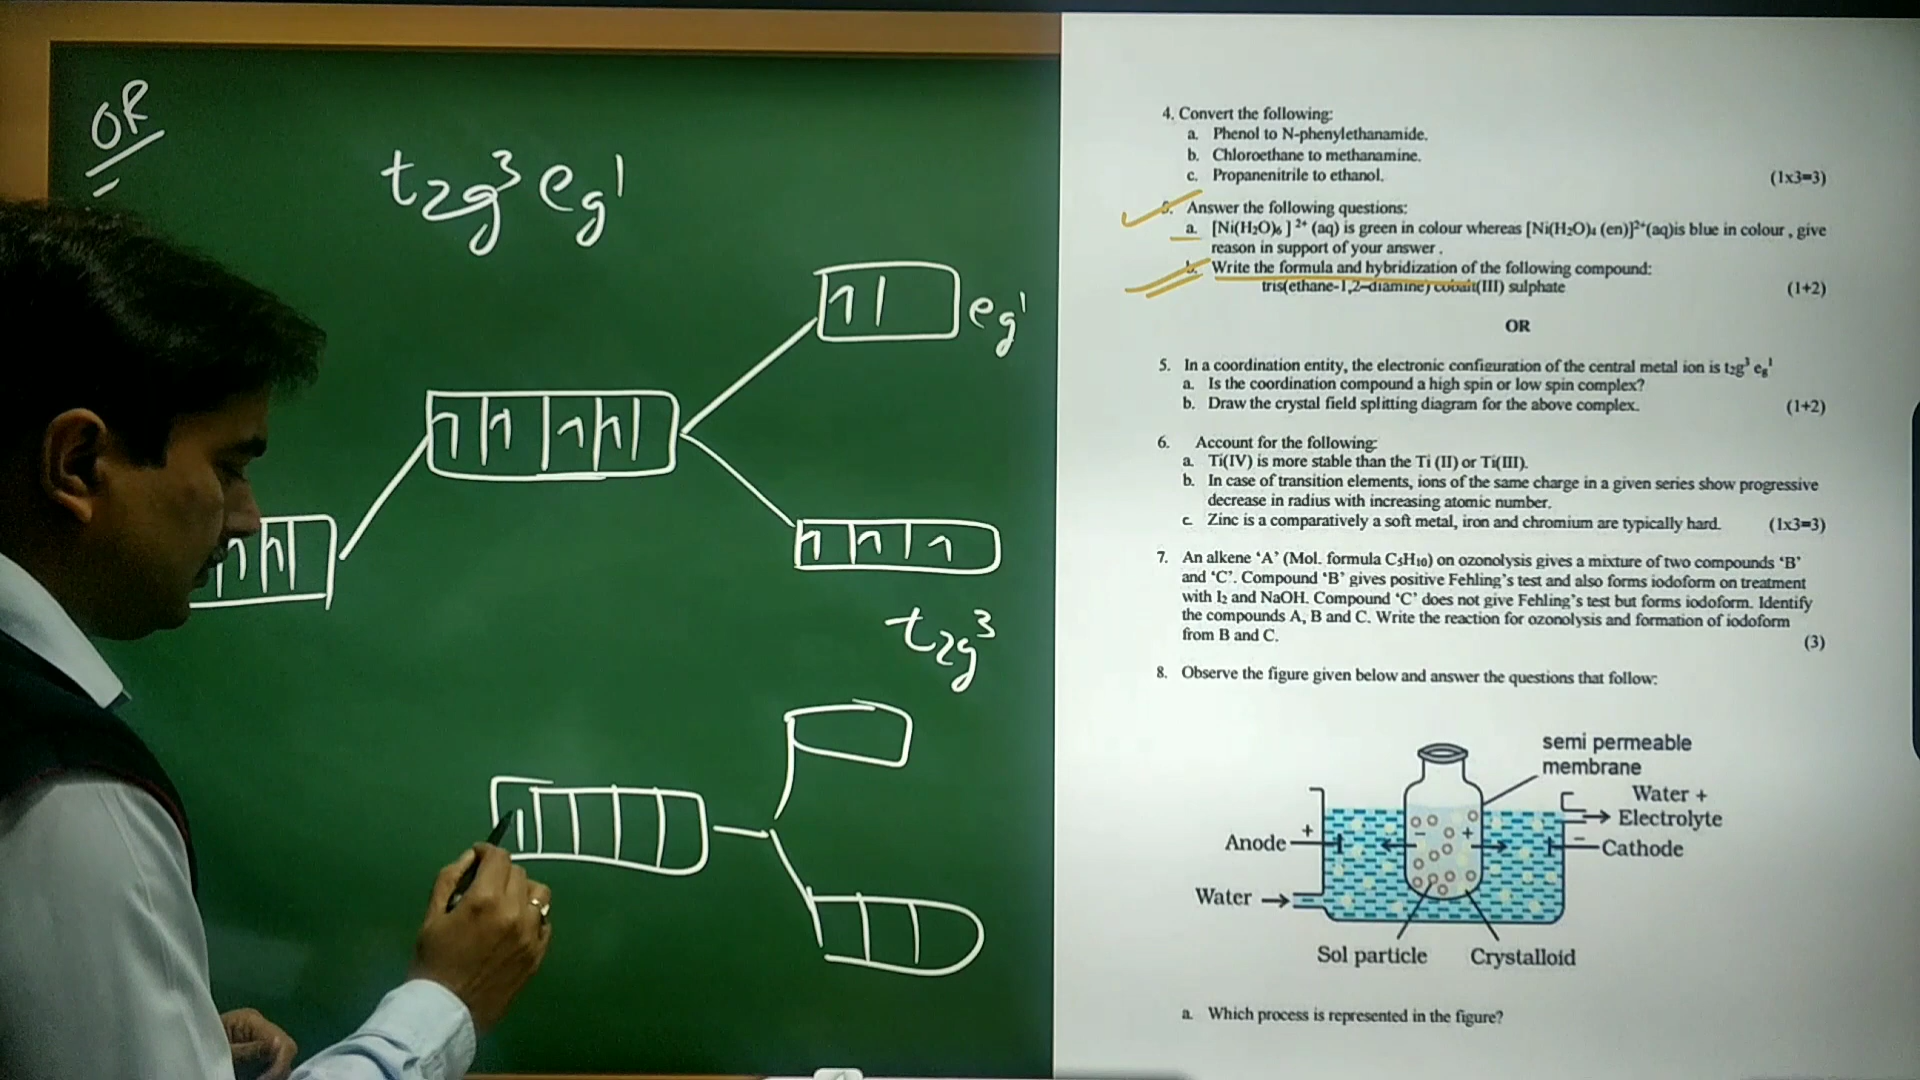 OR
t2g³ eg¹
eg¹
t2g³
4. Convert the following:
a. Phenol to N-phenylethanamide.
b. Chloroethane to methanamine.
c. Propanenitrile to ethanol. (1x3=3)
5. Answer the following questions:
a. [Ni(H₂O)₆ ] ²⁺ (aq) is green in colour whereas [Ni(H₂O)₄ (en)]²⁺(aq)is blue in colour , give
reason in support of your answer .
b. Write the formula and hybridization of the following compound:
tris(ethane-1,2–diamine) cobalt(III) sulphate (1+2)
OR
5. In a coordination entity, the electronic configuration of the central metal ion is t₂g³ eg¹
a. Is the coordination compound a high spin or low spin complex?
b. Draw the crystal field splitting diagram for the above complex. (1+2)
6. Account for the following:
a. Ti(IV) is more stable than the Ti (II) or Ti(III).
b. In case of transition elements, ions of the same charge in a given series show progressive
decrease in radius with increasing atomic number.
c. Zinc is a comparatively a soft metal, iron and chromium are typically hard. (1x3=3)
7. An alkene ‘A’ (Mol. formula C₅H₁₀) on ozonolysis gives a mixture of two compounds ‘B’
and ‘C’. Compound ‘B’ gives positive Fehling’s test and also forms iodoform on treatment
with I₂ and NaOH. Compound ‘C’ does not give Fehling’s test but forms iodoform. Identify
the compounds A, B and C. Write the reaction for ozonolysis and formation of iodoform
from B and C. (3)
8. Observe the figure given below and answer the questions that follow:
semi permeable
membrane
Water +
Electrolyte
Anode + − + −
Cathode
Water
Sol particle Crystalloid
a. Which process is represented in the figure?